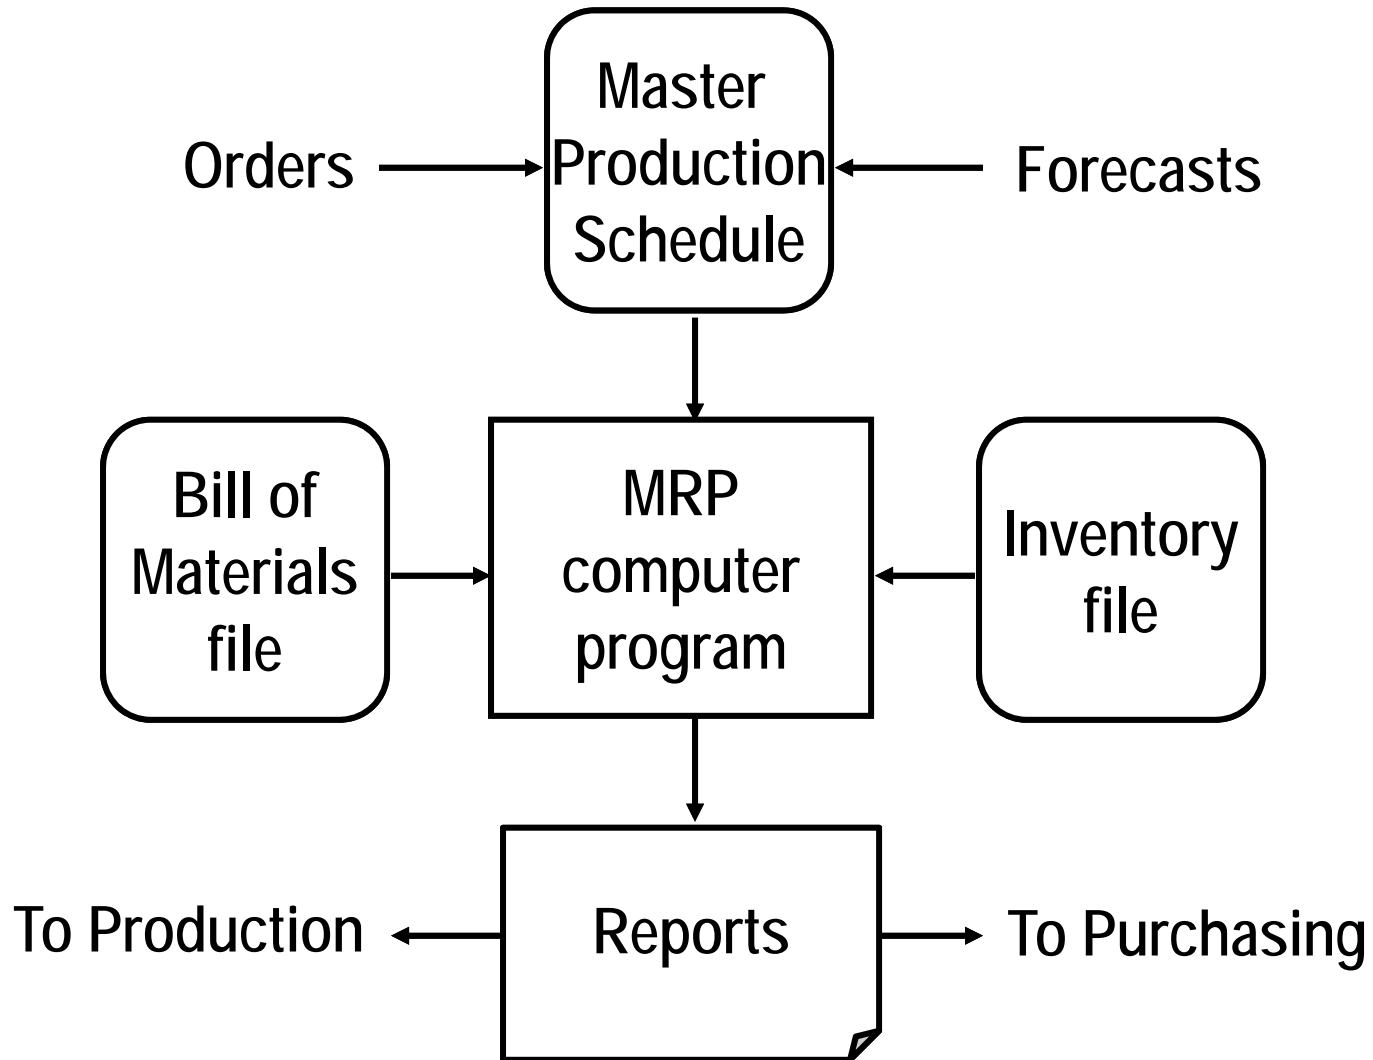 Master
Orders
Production
Forecasts
Schedule
Bill of
Materials
file
MRP
computer
program
Inventory
file
To Production
Reports
To Purchasing